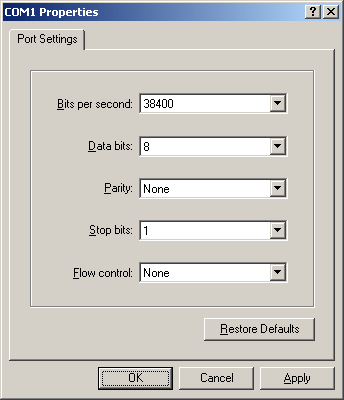 COM1 Properties
Port Settings
Bits per second: 38400
Data bits: 8
Parity: None
Stop bits: 1
Flow control: None
Restore Defaults
OK Cancel Apply